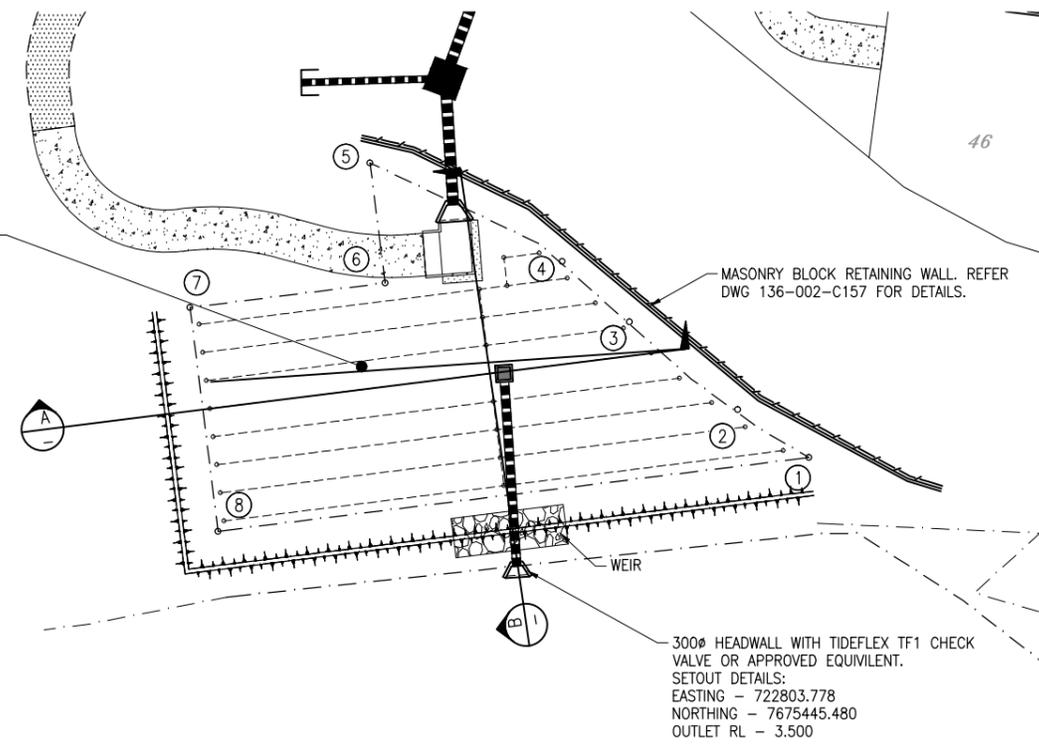 46
5
6
4
7
MASONRY BLOCK RETAINING WALL. REFER
DWG 136-002-C157 FOR DETAILS.
3
A
–
2
1
8
WEIR
B
–
300ø HEADWALL WITH TIDEFLEX TF1 CHECK
VALVE OR APPROVED EQUIVILENT.
SETOUT DETAILS:
EASTING – 722803.778
NORTHING – 7675445.480
OUTLET RL – 3.500